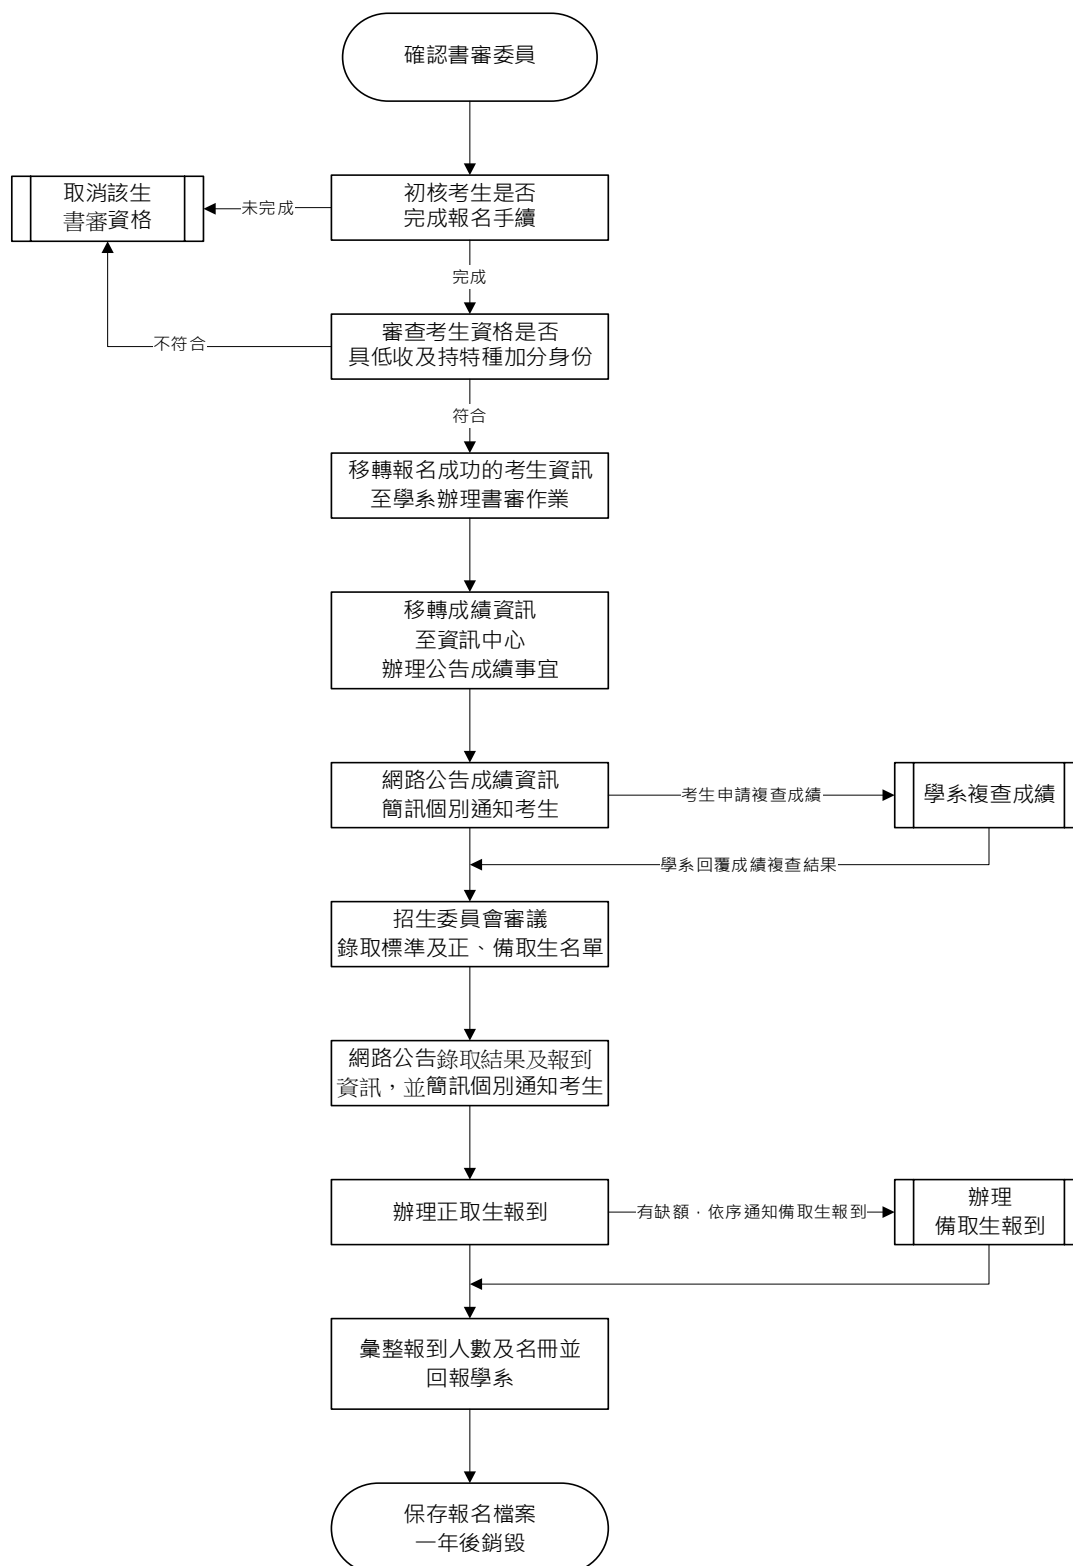 確認書審委員
取消該生
書審資格
未完成
初核考生是否
完成報名手續
完成
不符合
審查考生資格是否
具低收及持特種加分身份
符合
移轉報名成功的考生資訊
至學系辦理書審作業
移轉成績資訊
至資訊中心
辦理公告成績事宜
網路公告成績資訊
簡訊個別通知考生
考生申請複查成績
學系複查成績
學系回覆成績複查結果
招生委員會審議
錄取標準及正、備取生名單
網路公告錄取結果及報到
資訊，並簡訊個別通知考生
辦理正取生報到
有缺額，依序通知備取生報到
辦理
備取生報到
彙整報到人數及名冊並
回報學系
保存報名檔案
一年後銷毀